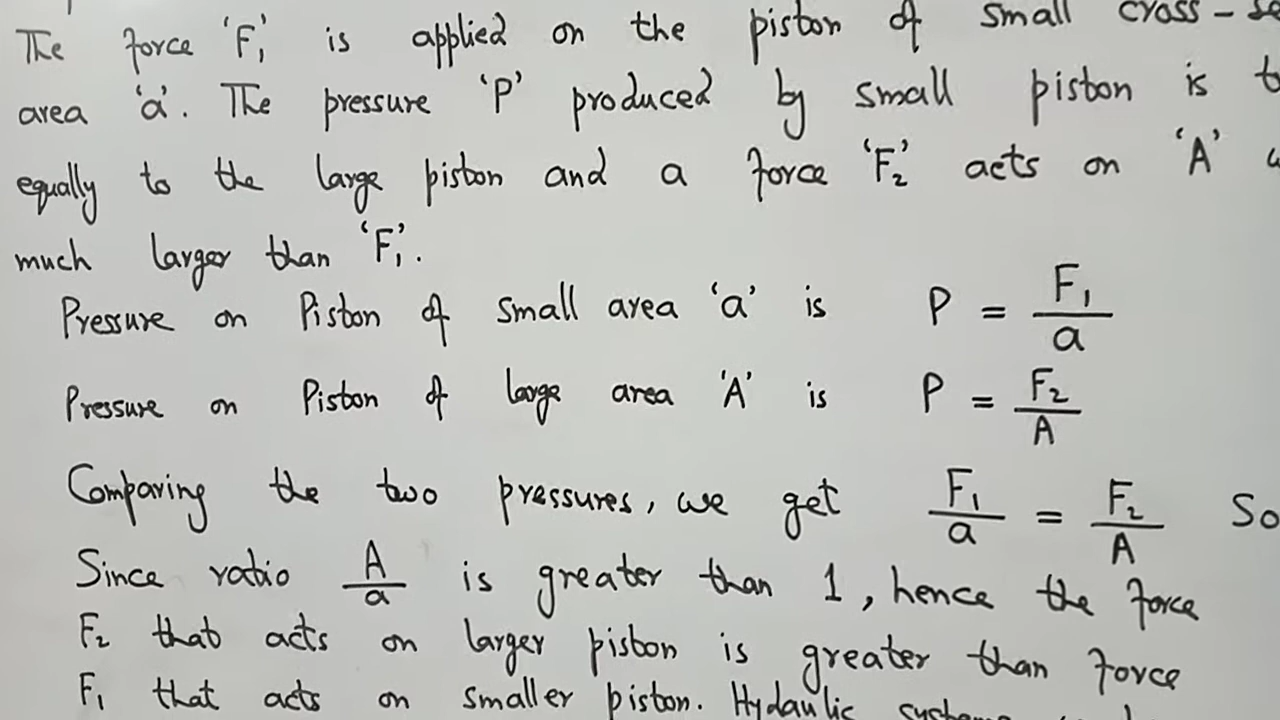 The force 'F₁' is applied on the piston of small cross-se
area 'a'. The pressure 'P' produced by small piston is t
equally to the large piston and a force 'F₂' acts on 'A'
much larger than 'F₁'.
Pressure on Piston of small area 'a' is P = F₁/a
Pressure on Piston of large area 'A' is P = F₂/A
Comparing the two pressures, we get F₁/a = F₂/A So
Since ratio A/a is greater than 1, hence the force
F₂ that acts on larger piston is greater than force
F₁ that acts on smaller piston. Hydaulic systems